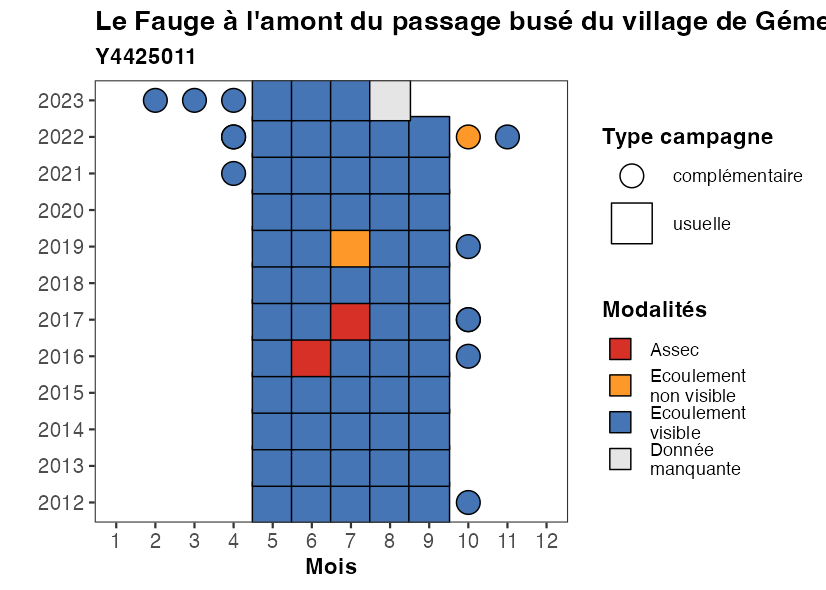 Le Fauge à l'amont du passage busé du village de Géme
Y4425011
2023
2022
2021
2020
2019
2018
2017
2016
2015
2014
2013
2012
1 2 3 4 5 6 7 8 9 10 11 12
Mois
Type campagne
complémentaire
usuelle
Modalités
Assec
Ecoulement
non visible
Ecoulement
visible
Donnée
manquante